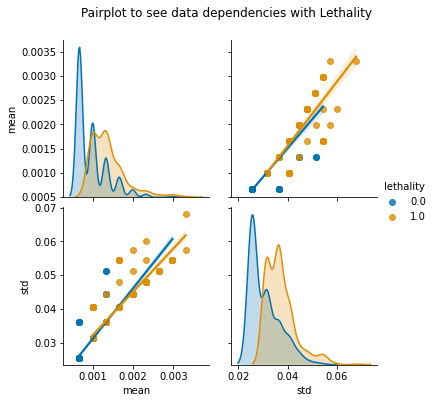 Pairplot to see data dependencies with Lethality
0.0035
0.0030
0.0025
0.0020
0.0015
0.0010
0.0005
mean
lethality
0.0
1.0
0.07
0.06
0.05
0.04
0.03
std
0.001 0.002 0.003
mean
0.02 0.04 0.06
std